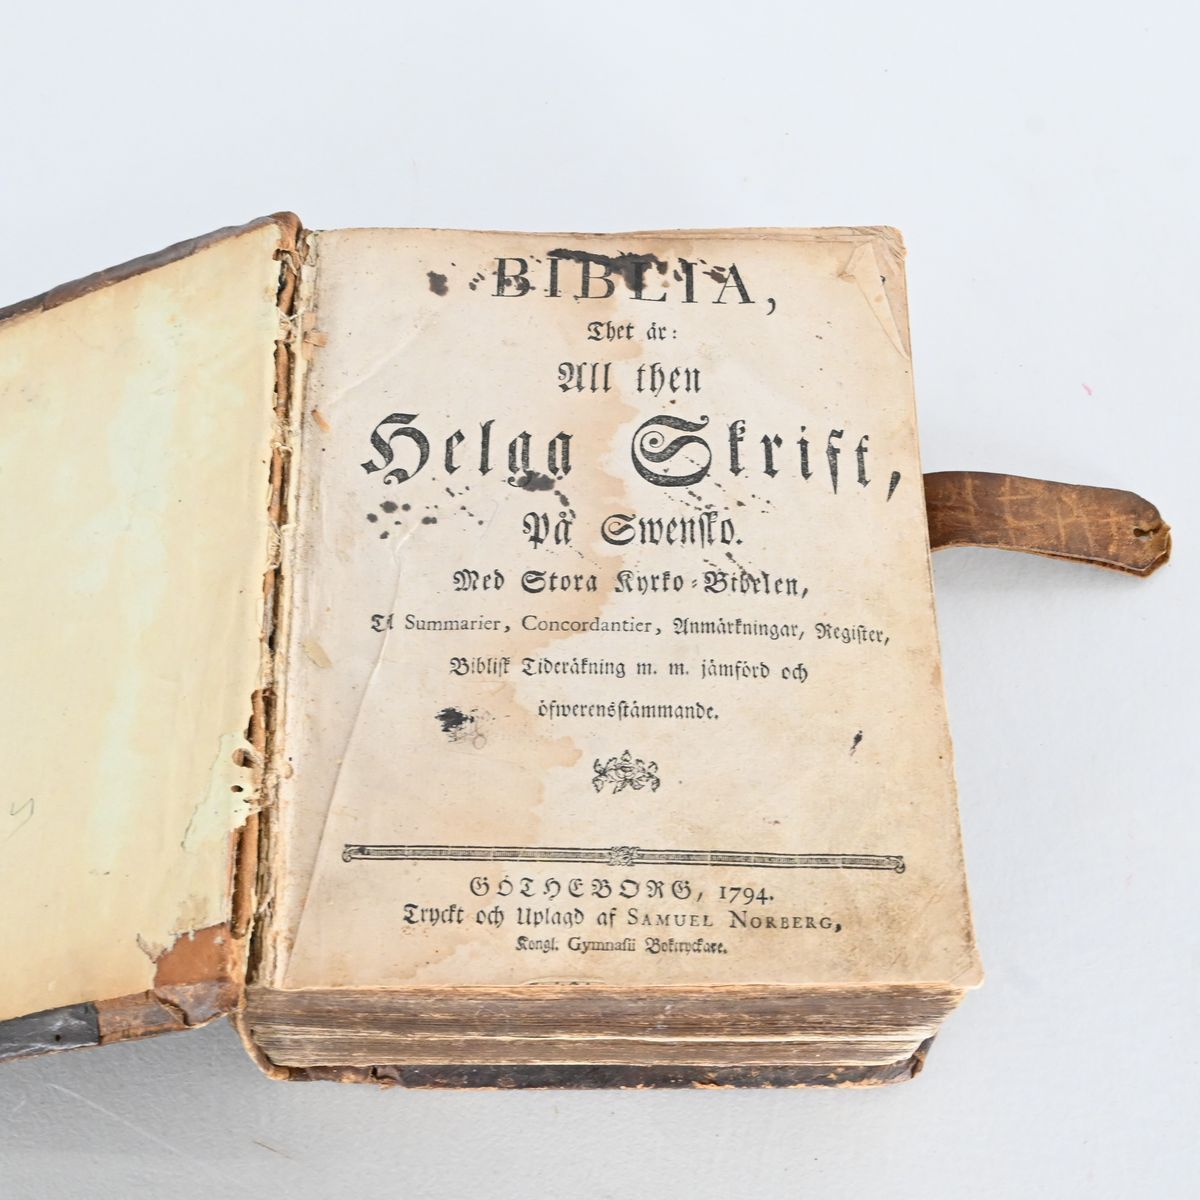 BIBLIA,
Thet är:
All then
Helga Skrift,
På Swensko.
Med Stora Kyrko-Bibelen,
Til Summarier, Concordantier, Anmärkningar, Register,
Biblisk Tideräkning m. m. jämförd och
öfwerensstämmande.
GÖTHEBORG, 1794.
Tryckt och Uplagd af SAMUEL NORBERG,
Kongl. Gymnasii Boktryckare.